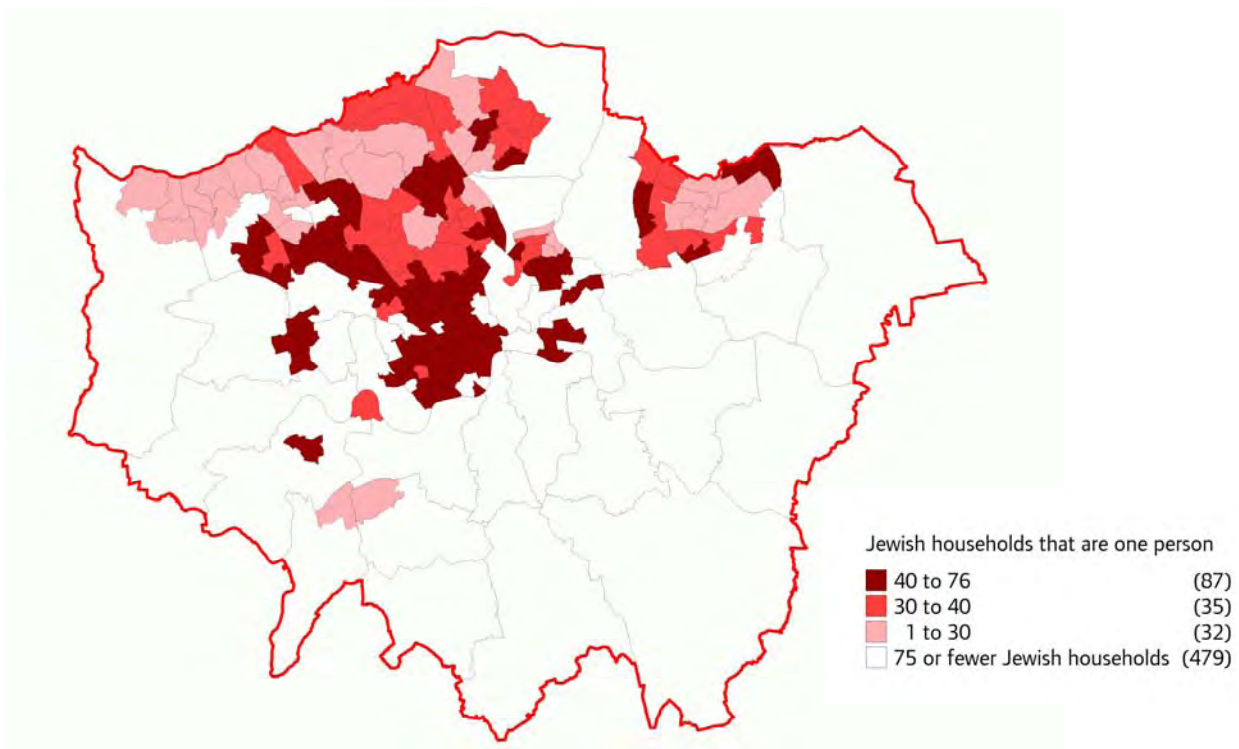 Jewish households that are one person
40 to 76 (87)
30 to 40 (35)
1 to 30 (32)
75 or fewer Jewish households (479)